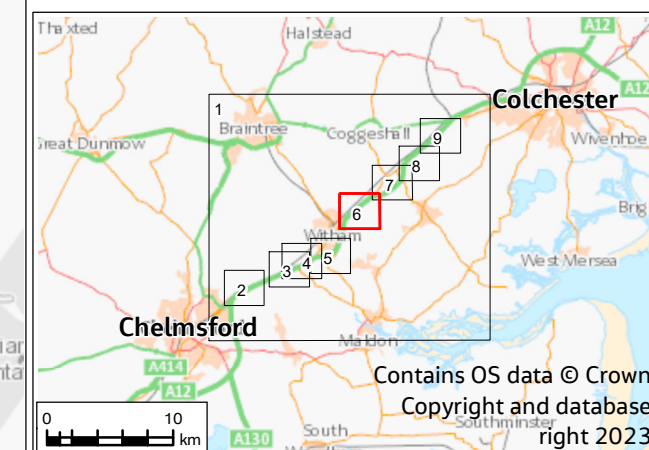 Thaxted
Halstead
A12
Colchester
A12
1
Braintree
Coggeshall
9
Wivenhoe
Great Dunmow
8
7
6
Brig
Witham
West Mersea
5
4
3
2
Chelmsford
Maldon
A414
Contains OS data © Crown
A12
Copyright and database
Southminster
right 2023
0 10
km
A130
South